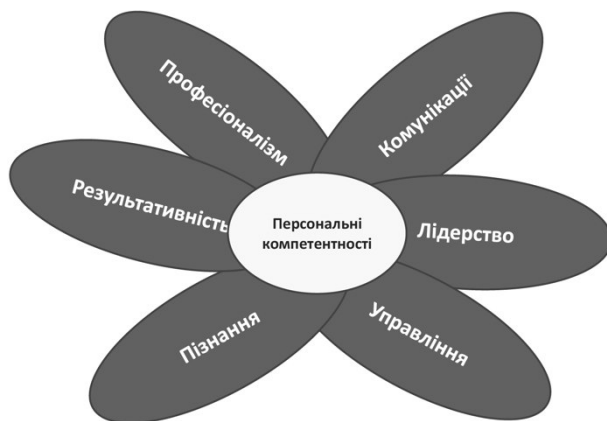 Професіоналізм
Комунікації
Результативність
Персональні
компетентності
Лідерство
Пізнання
Управління